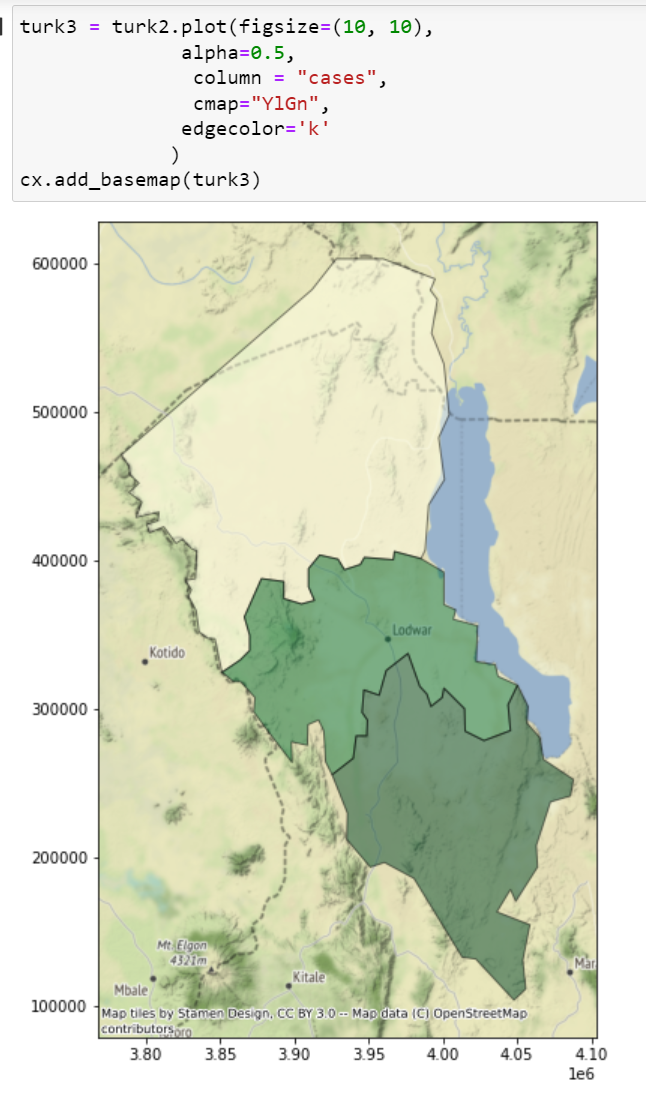 turk3 = turk2.plot(figsize=(10, 10),
alpha=0.5,
column = "cases",
cmap="YlGn",
edgecolor='k'
)
cx.add_basemap(turk3)
600000
500000
400000
Lodwar
Kotido
300000
200000
Mt Elgon
4321m
Mar
Kitale
Mbale
100000
Map tiles by Stamen Design, CC BY 3.0 -- Map data (C) OpenStreetMap
contributors
3.80 3.85 3.90 3.95 4.00 4.05 4.10
1e6